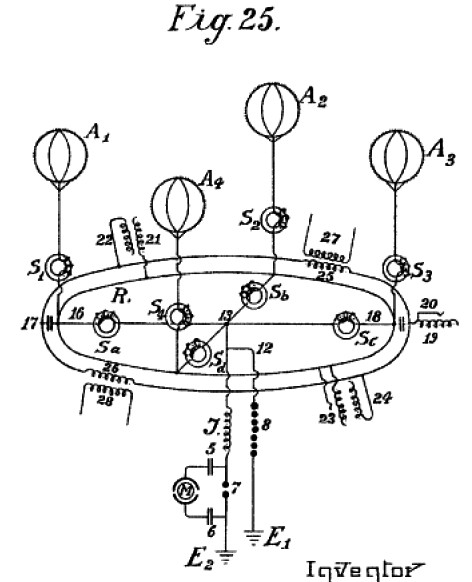 Fig. 25.
A2
A1
A3
A4
S2
22
21
27
S1
25
S3
R.
Sb
20
17
16
S4
13
18
19
Sa
Sc
Sd
12
26
28
23
24
J.
8
5
M
7
6
E1
E2
Inventor